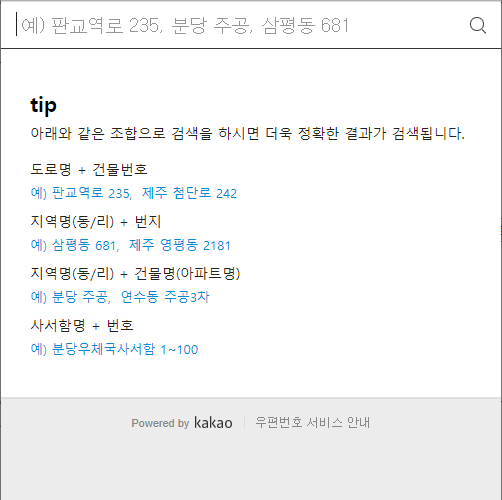 예) 판교역로 235, 분당 주공, 삼평동 681
tip
아래와 같은 조합으로 검색을 하시면 더욱 정확한 결과가 검색됩니다.
도로명 + 건물번호
예) 판교역로 235, 제주 첨단로 242
지역명(동/리) + 번지
예) 삼평동 681, 제주 영평동 2181
지역명(동/리) + 건물명(아파트명)
예) 분당 주공, 연수동 주공3차
사서함명 + 번호
예) 분당우체국사서함 1~100
Powered by kakao 우편번호 서비스 안내